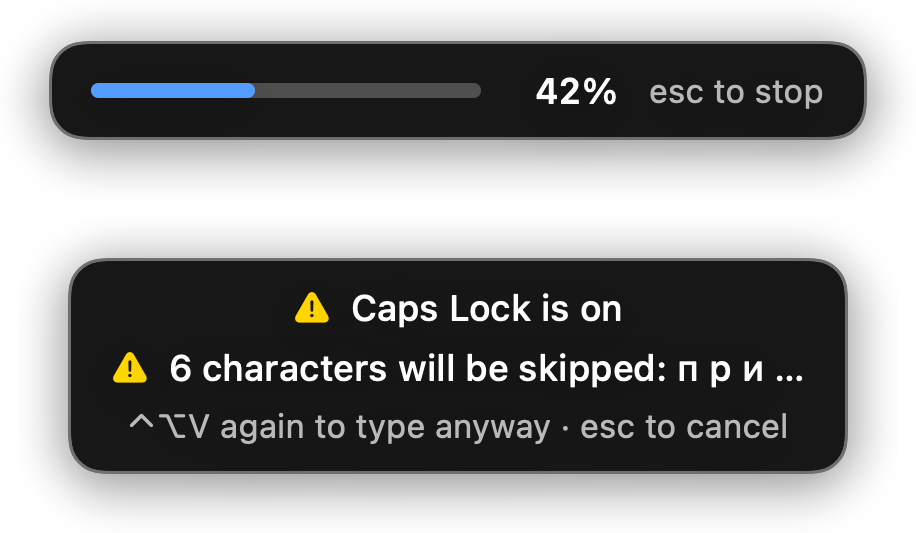 42% esc to stop
Caps Lock is on
6 characters will be skipped: п р и ...
⌃⌥V again to type anyway · esc to cancel